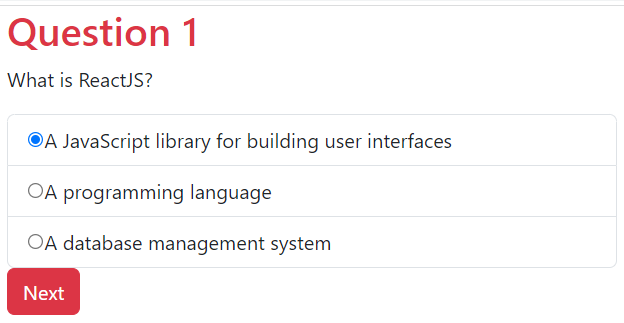 Question 1
What is ReactJS?
A JavaScript library for building user interfaces
A programming language
A database management system
Next